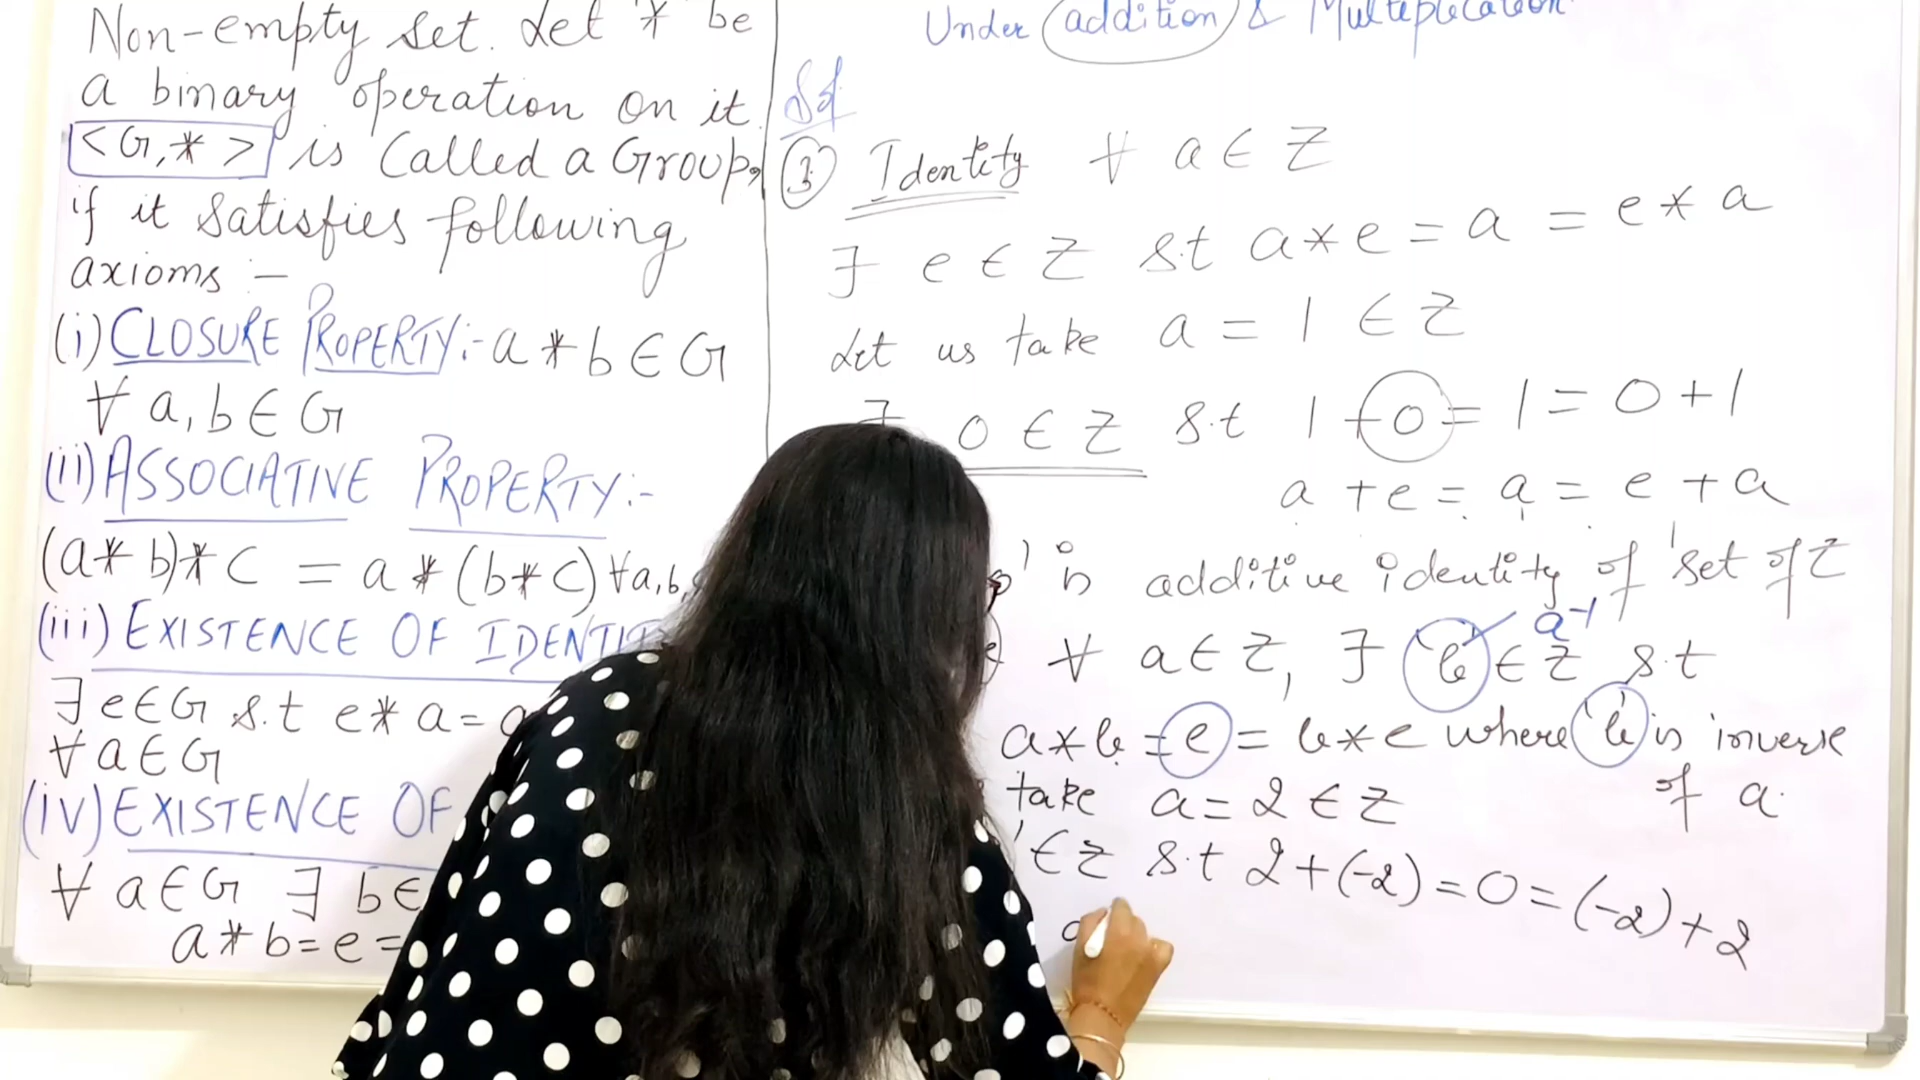 Non-empty set. Let * be
a binary operation on it.
<G,*> is called a Group,
if it satisfies following
axioms :-
(i) CLOSURE PROPERTY:- a * b ∈ G
∀ a, b ∈ G
(ii) ASSOCIATIVE PROPERTY:-
(a * b) * c = a * (b * c) ∀ a, b,
(iii) EXISTENCE OF
∃ e ∈ G s.t e * a =
∀ a ∈ G
(iv) EXISTENCE OF
∀ a ∈ G ∃ b ∈
a * b = e =
Under addition & Multiplication
Sol
③ Identity ∀ a ∈ Z
∃ e ∈ Z s.t a * e = a = e * a
Let us take a = 1 ∈ Z
∃ 0 ∈ Z s.t 1 + 0 = 1 = 0 + 1
a + e = a = e + a
is additive identity of set of Z
∀ a ∈ Z, ∃ 'b' ∈ Z s.t
a⁻¹
a * b = e = b * e where 'b' is inverse
of a.
take a = 2 ∈ Z
∈ Z s.t 2 + (-2) = 0 = (-2) + 2